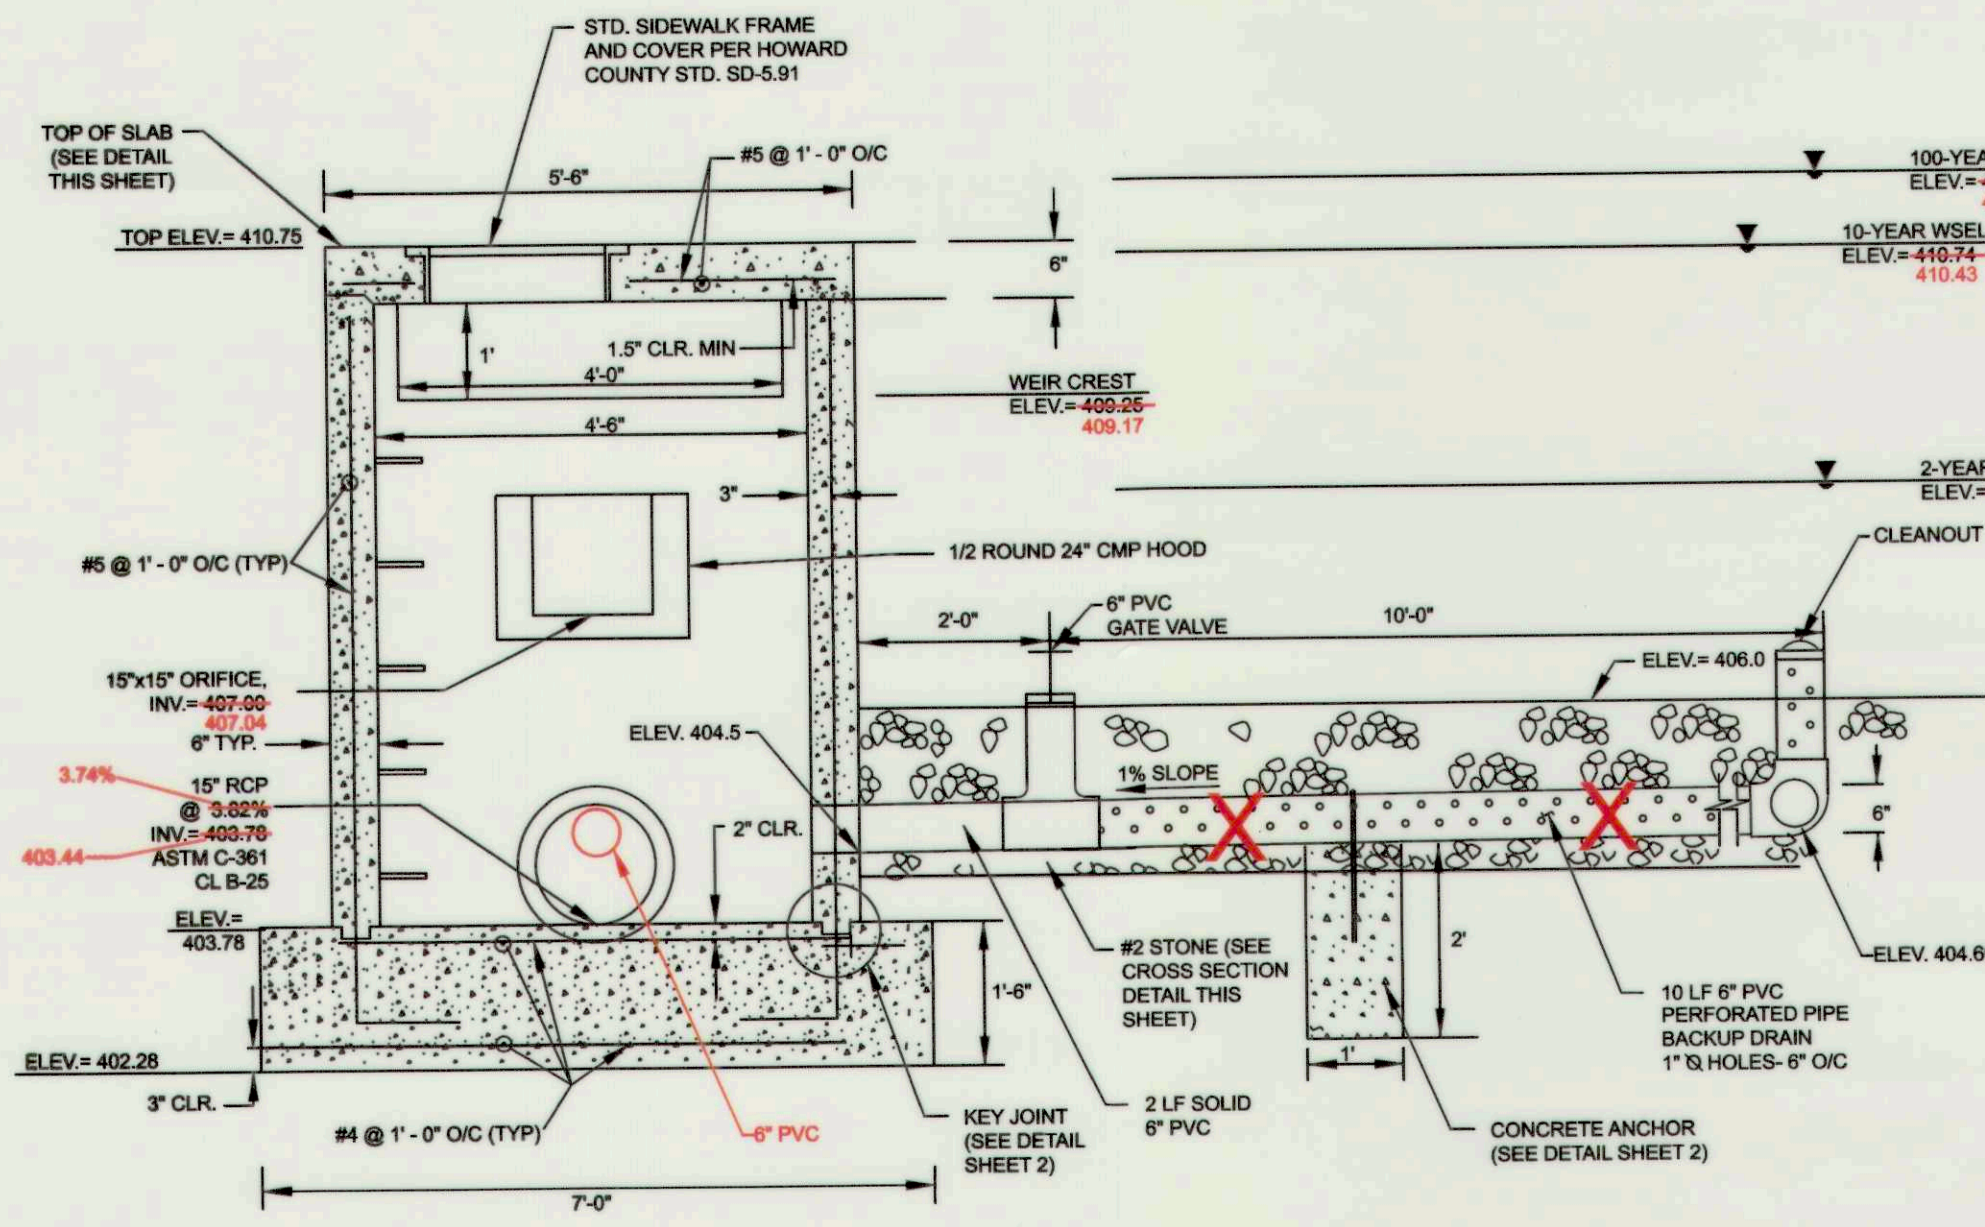 STD. SIDEWALK FRAME
AND COVER PER HOWARD
COUNTY STD. SD-5.91
TOP OF SLAB
(SEE DETAIL
THIS SHEET)
#5 @ 1' - 0" O/C
5'-6"
100-YEA
ELEV.=
TOP ELEV.= 410.75
10-YEAR WSEL
ELEV.= 410.74
410.43
6"
1'
1.5" CLR. MIN
4'-0"
WEIR CREST
ELEV.= 409.25
409.17
4'-6"
3"
2-YEAR
ELEV.=
CLEANOUT
#5 @ 1' - 0" O/C (TYP)
1/2 ROUND 24" CMP HOOD
6" PVC
GATE VALVE
2'-0"
10'-0"
ELEV.= 406.0
15"x15" ORIFICE,
INV.= 407.00
407.04
6" TYP.
ELEV. 404.5
1% SLOPE
3.74%
15" RCP
@ 3.82%
INV.= 403.78
403.44
ASTM C-361
CL B-25
2" CLR.
6"
ELEV.=
403.78
#2 STONE (SEE
CROSS SECTION
DETAIL THIS
SHEET)
2'
ELEV. 404.6
1'-6"
10 LF 6" PVC
PERFORATED PIPE
BACKUP DRAIN
1" Ø HOLES- 6" O/C
1'
ELEV.= 402.28
3" CLR.
#4 @ 1' - 0" O/C (TYP)
6" PVC
KEY JOINT
(SEE DETAIL
SHEET 2)
2 LF SOLID
6" PVC
CONCRETE ANCHOR
(SEE DETAIL SHEET 2)
7'-0"